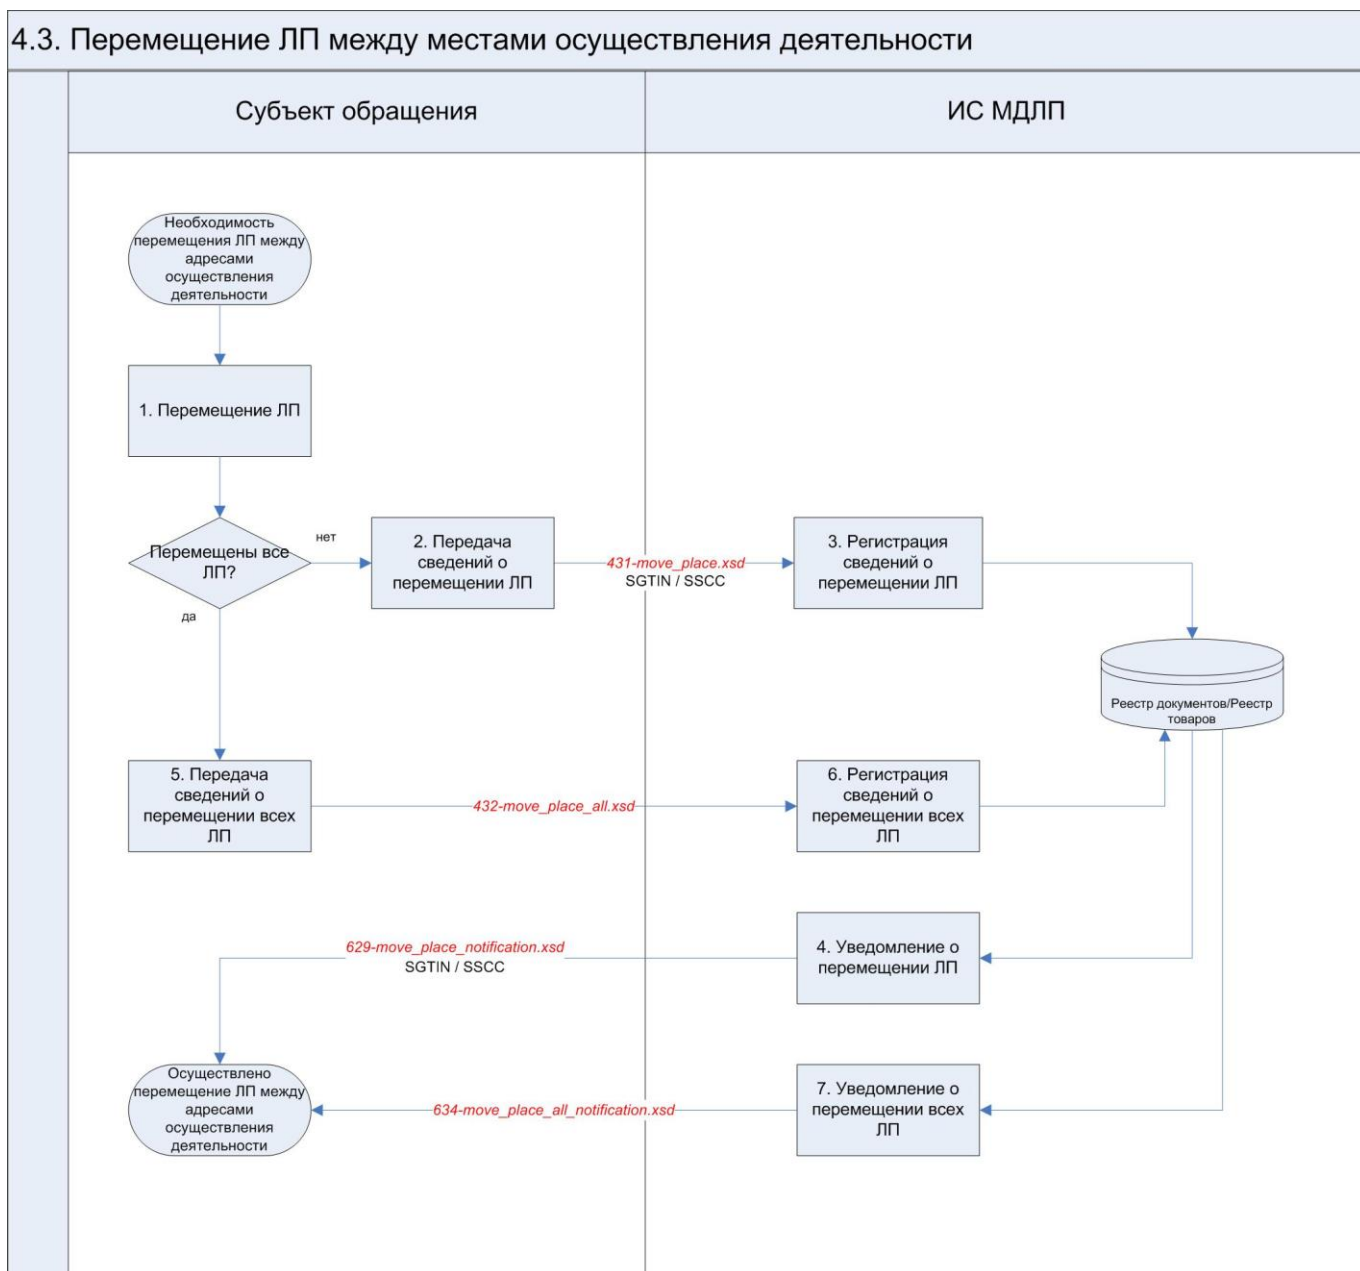 4.3. Перемещение ЛП между местами осуществления деятельности
Субъект обращения
ИС МДЛП
Необходимость
перемещения ЛП между
адресами
осуществления
деятельности
1. Перемещение ЛП
Перемещены все
ЛП?
нет
да
2. Передача
сведений о
перемещении ЛП
431-move_place.xsd
SGTIN / SSCC
3. Регистрация
сведений о
перемещении ЛП
Реестр документов/Реестр
товаров
5. Передача
сведений о
перемещении всех
ЛП
432-move_place_all.xsd
6. Регистрация
сведений о
перемещении всех
ЛП
629-move_place_notification.xsd
SGTIN / SSCC
4. Уведомление о
перемещении ЛП
Осуществлено
перемещение ЛП между
адресами
осуществления
деятельности
634-move_place_all_notification.xsd
7. Уведомление о
перемещении всех
ЛП